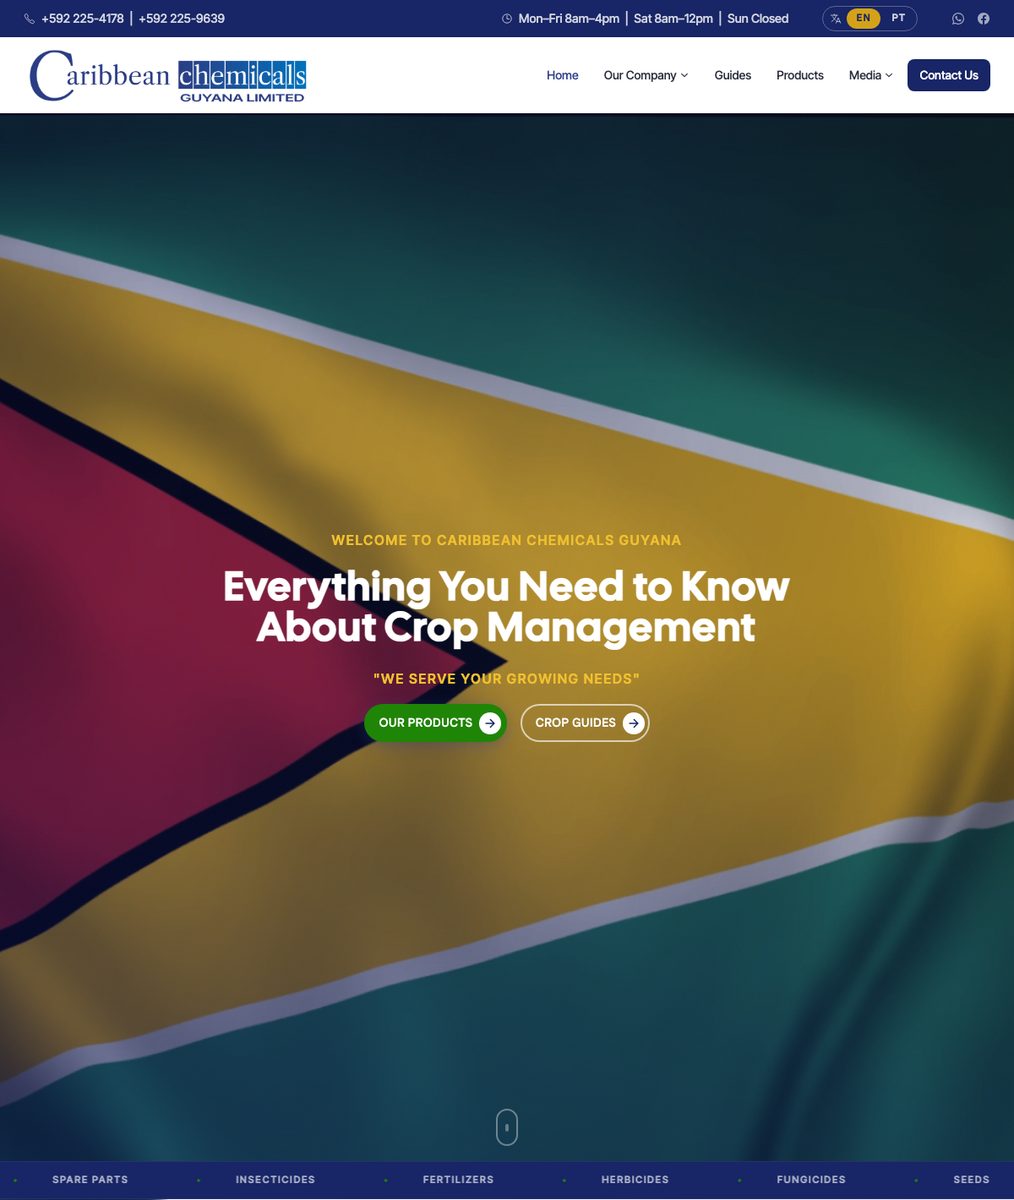 +592 225-4178 | +592 225-9639
Mon–Fri 8am–4pm | Sat 8am–12pm | Sun Closed
EN PT
Caribbean chemicals
GUYANA LIMITED
Home Our Company Guides Products Media Contact Us
WELCOME TO CARIBBEAN CHEMICALS GUYANA
Everything You Need to Know
About Crop Management
"WE SERVE YOUR GROWING NEEDS"
OUR PRODUCTS CROP GUIDES
SPARE PARTS INSECTICIDES FERTILIZERS HERBICIDES FUNGICIDES SEEDS